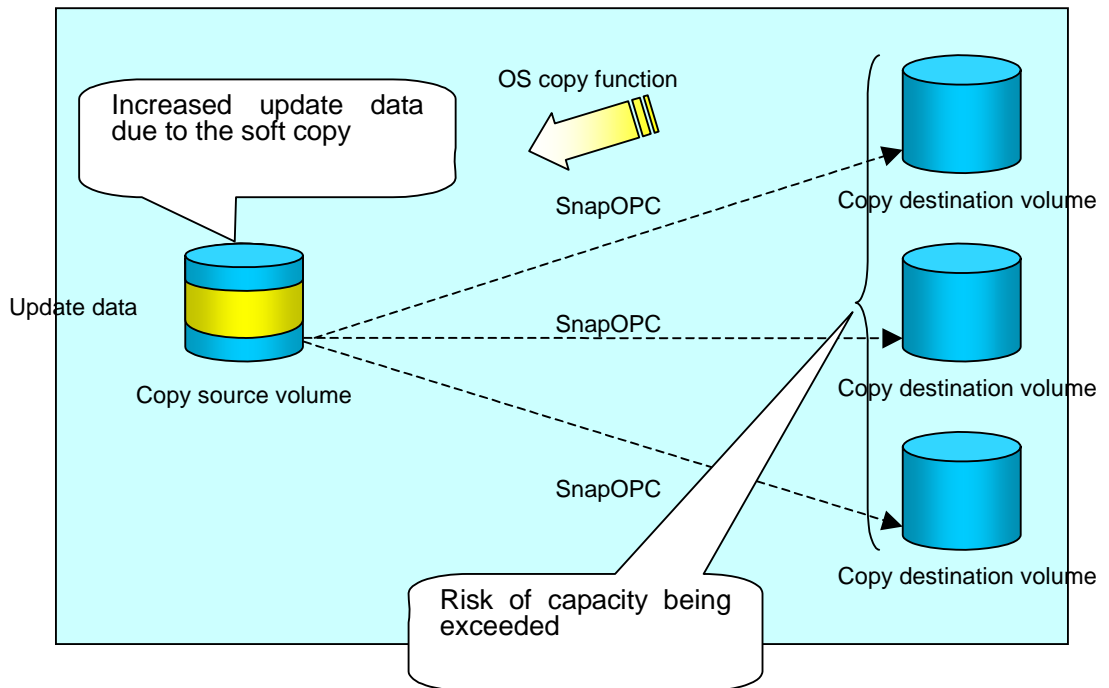 OS copy function
Increased update data
due to the soft copy
SnapOPC
Copy destination volume
Update data
SnapOPC
Copy source volume
Copy destination volume
SnapOPC
Copy destination volume
Risk of capacity being
exceeded